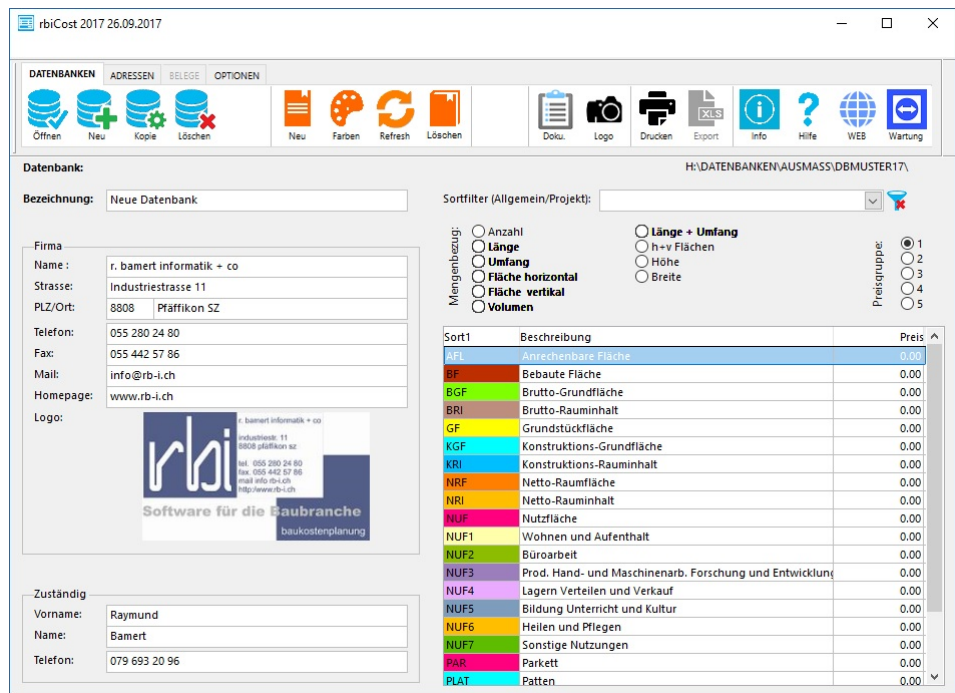 rbiCost 2017 26.09.2017
DATENBANKEN ADRESSEN BELEGE OPTIONEN
Öffnen Neu Kopie Löschen Neu Farben Refresh Löschen Doku. Logo Drucken XLS Export Info Hilfe WEB Wartung
Datenbank: H:\DATENBANKEN\AUSMASS\DBMUSTER17\
Bezeichnung: Neue Datenbank
Sortfilter (Allgemein/Projekt):
Mengenbezug:
Anzahl
Länge
Umfang
Fläche horizontal
Fläche vertikal
Volumen
Länge + Umfang
h+v Flächen
Höhe
Breite
Preisgruppe:
1
2
3
4
5
Firma
Name : r. bamert informatik + co
Strasse: Industriestrasse 11
PLZ/Ort: 8808 Pfäffikon SZ
Telefon: 055 280 24 80
Fax: 055 442 57 86
Mail: info@rb-i.ch
Homepage: www.rb-i.ch
Logo:
rbi
r. bamert informatik + co
industriestr. 11
8808 pfäffikon sz
tel. 055 280 24 80
fax. 055 442 57 86
mail info rb-i.ch
http:/www.rb-i.ch
Software für die Baubranche
baukostenplanung
Zuständig
Vorname: Raymund
Name: Bamert
Telefon: 079 693 20 96
Sort1 Beschreibung Preis
AFL Anrechenbare Fläche 0.00
BF Bebaute Fläche 0.00
BGF Brutto-Grundfläche 0.00
BRI Brutto-Rauminhalt 0.00
GF Grundstückfläche 0.00
KGF Konstruktions-Grundfläche 0.00
KRI Konstruktions-Rauminhalt 0.00
NRF Netto-Raumfläche 0.00
NRI Netto-Rauminhalt 0.00
NUF Nutzfläche 0.00
NUF1 Wohnen und Aufenthalt 0.00
NUF2 Büroarbeit 0.00
NUF3 Prod. Hand- und Maschinenarb. Forschung und Entwicklung 0.00
NUF4 Lagern Verteilen und Verkauf 0.00
NUF5 Bildung Unterricht und Kultur 0.00
NUF6 Heilen und Pflegen 0.00
NUF7 Sonstige Nutzungen 0.00
PAR Parkett 0.00
PLAT Patten 0.00